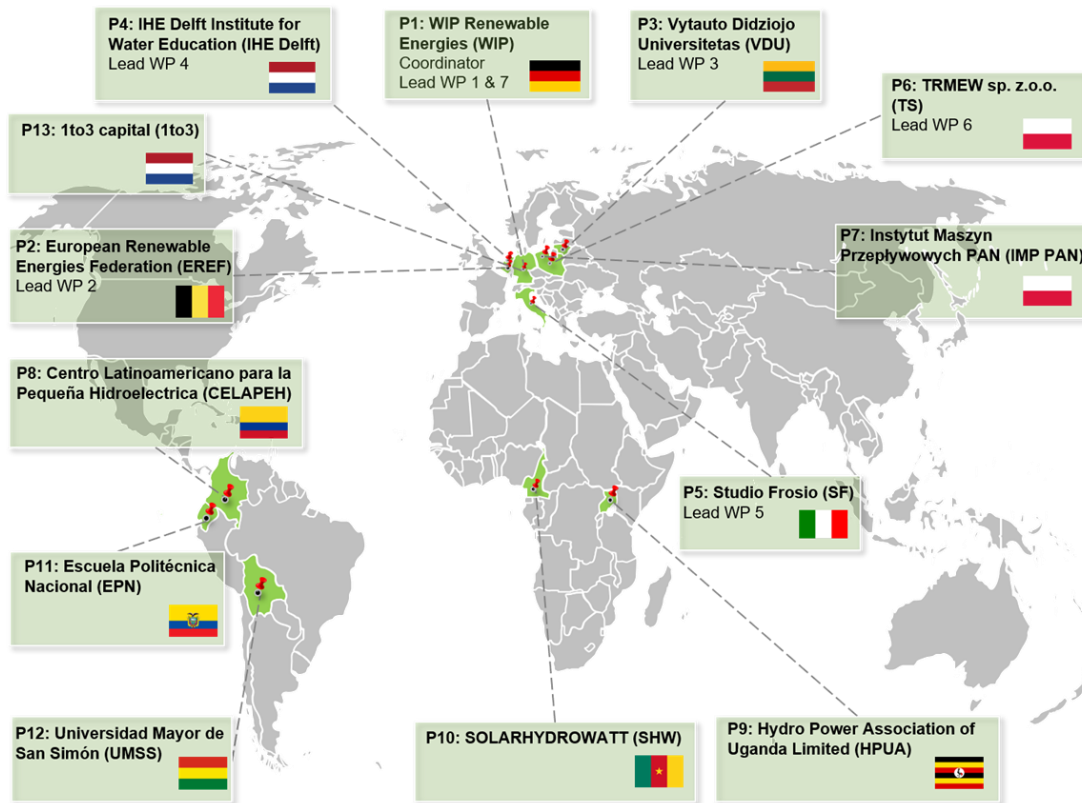 P4: IHE Delft Institute for
Water Education (IHE Delft)
Lead WP 4
P1: WIP Renewable
Energies (WIP)
Coordinator
Lead WP 1 & 7
P3: Vytauto Didziojo
Universitetas (VDU)
Lead WP 3
P6: TRMEW sp. z.o.o.
(TS)
Lead WP 6
P13: 1to3 capital (1to3)
P2: European Renewable
Energies Federation (EREF)
Lead WP 2
P7: Instytut Maszyn
Przepływowych PAN (IMP PAN)
P8: Centro Latinoamericano para la
Pequeña Hidroelectrica (CELAPEH)
P5: Studio Frosio (SF)
Lead WP 5
P11: Escuela Politécnica
Nacional (EPN)
P12: Universidad Mayor de
San Simón (UMSS)
P10: SOLARHYDROWATT (SHW)
P9: Hydro Power Association of
Uganda Limited (HPUA)